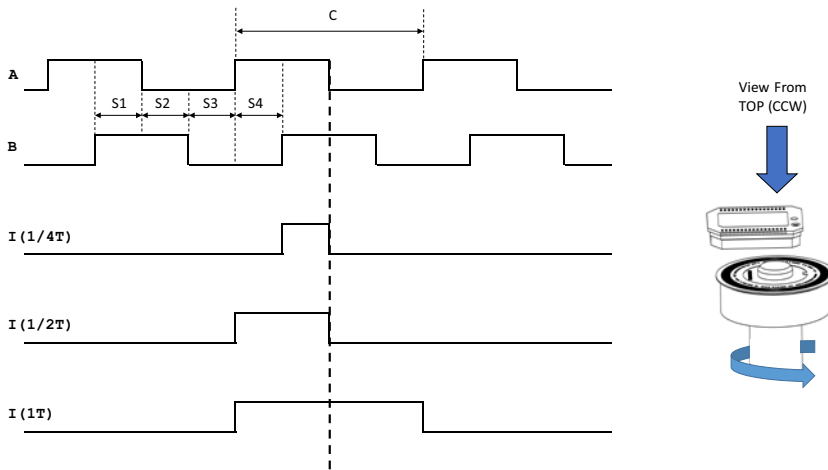 C
A
S1 S2 S3 S4
View From
TOP (CCW)
B
I(1/4T)
I(1/2T)
I(1T)